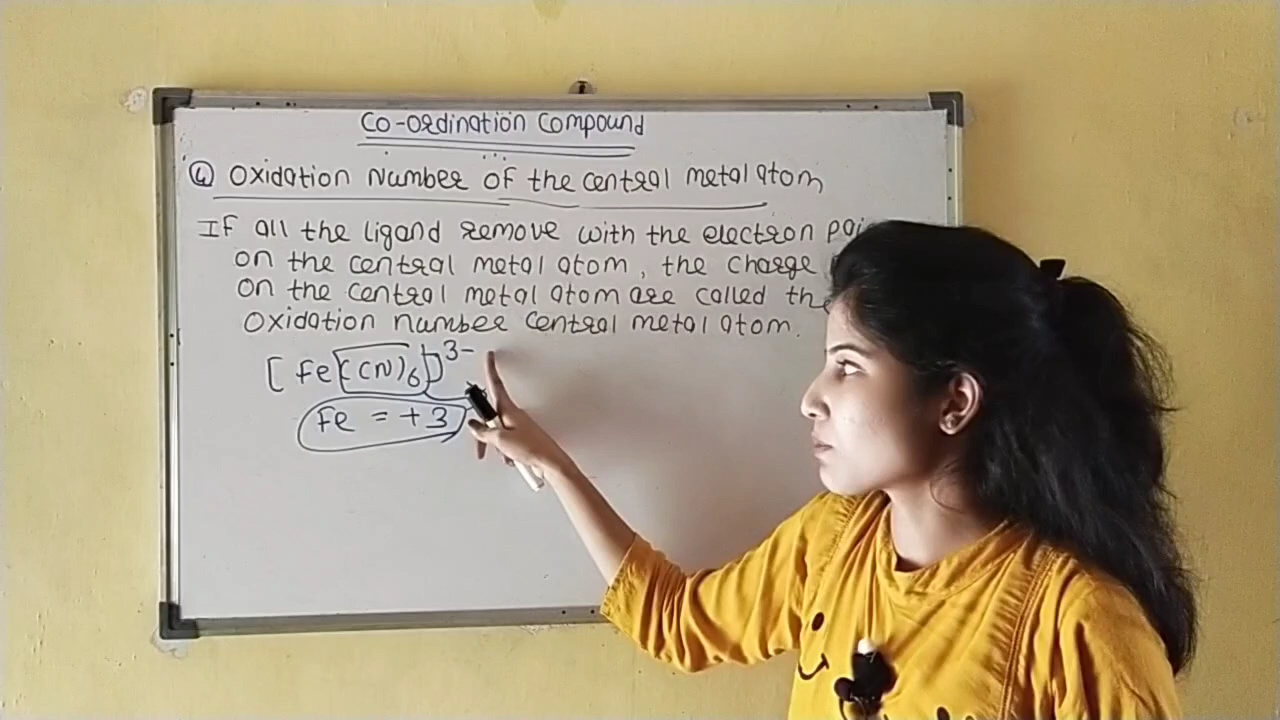 Co-ordination Compound
④ Oxidation Number of the central metal atom
If all the ligand remove with the electron
on the central metal atom, the charge
on the central metal atom are called the
Oxidation number central metal atom.
[Fe(CN)6]3-
Fe = +3